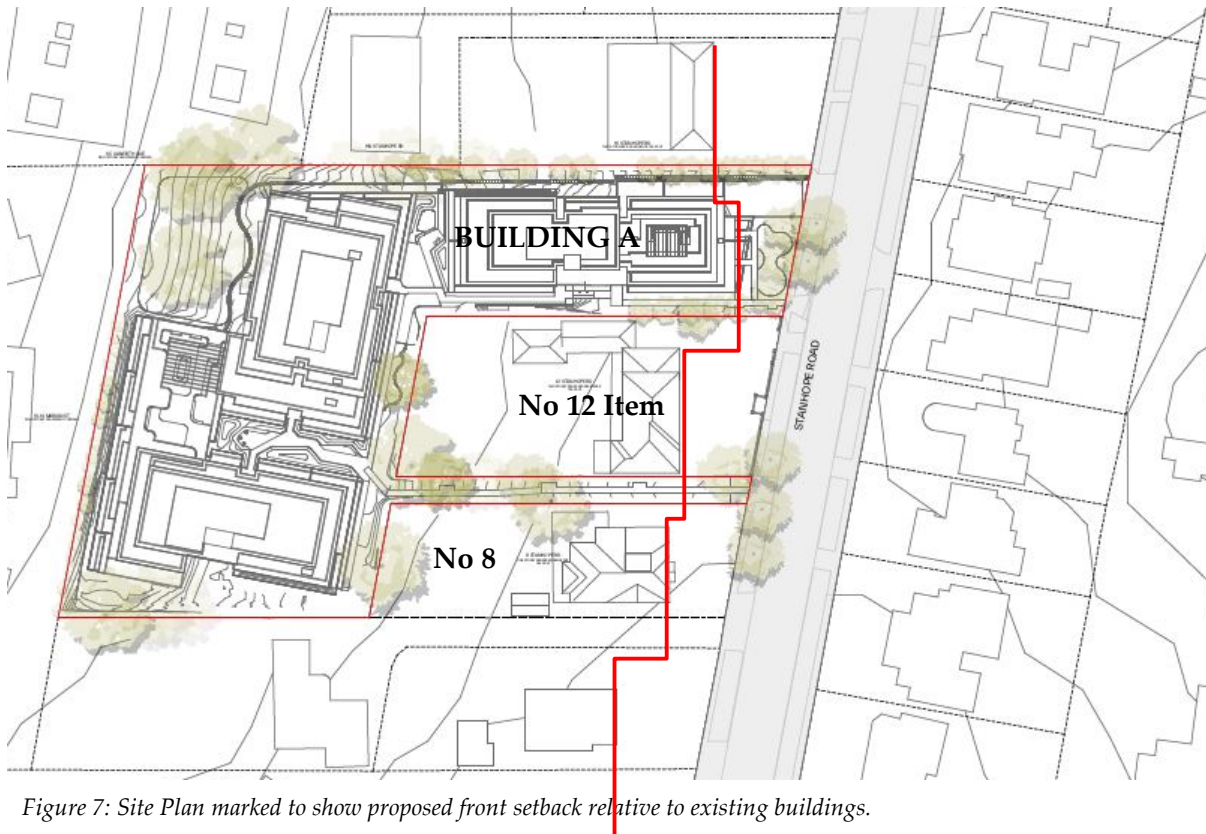 BUILDING A
STANHOPE ROAD
No 12 Item
No 8
Figure 7: Site Plan marked to show proposed front setback relative to existing buildings.